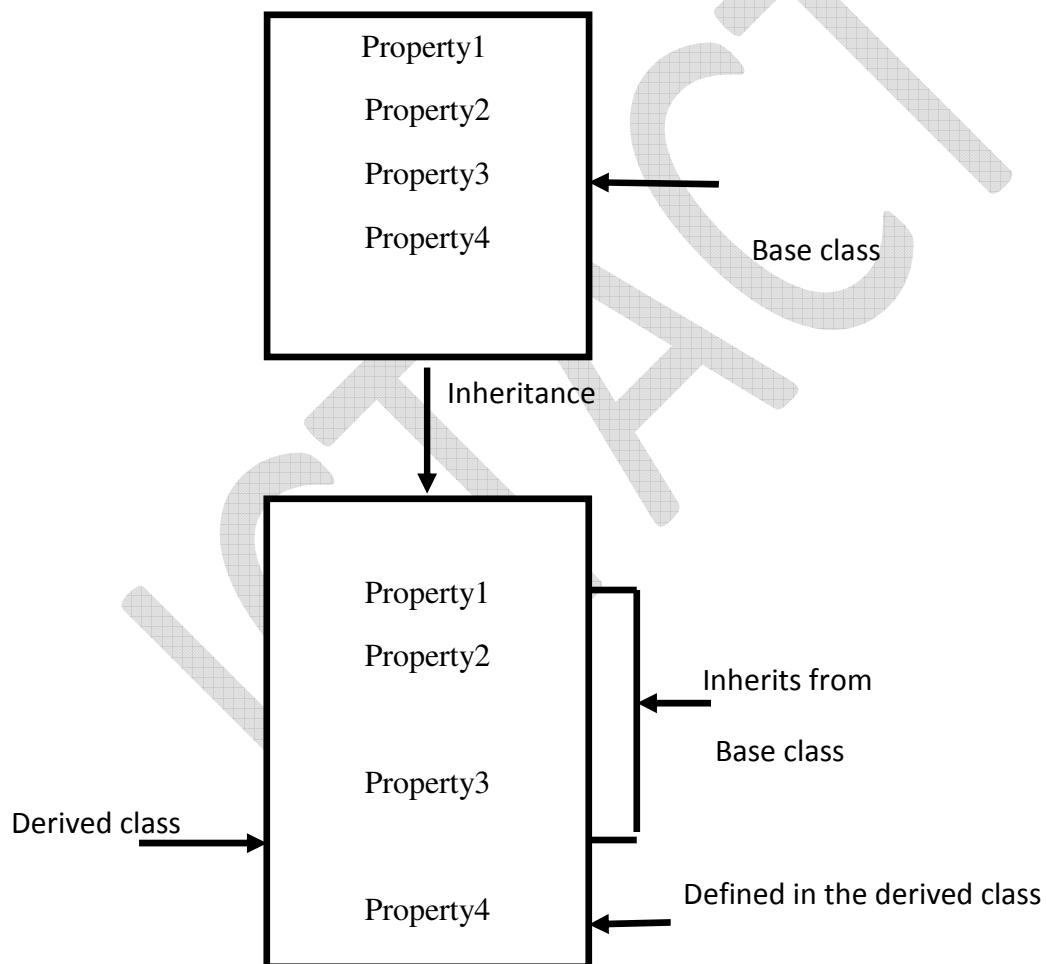 Property1
Property2
Property3
Property4
Base class
Inheritance
Property1
Property2
Inherits from
Base class
Property3
Derived class
Property4
Defined in the derived class